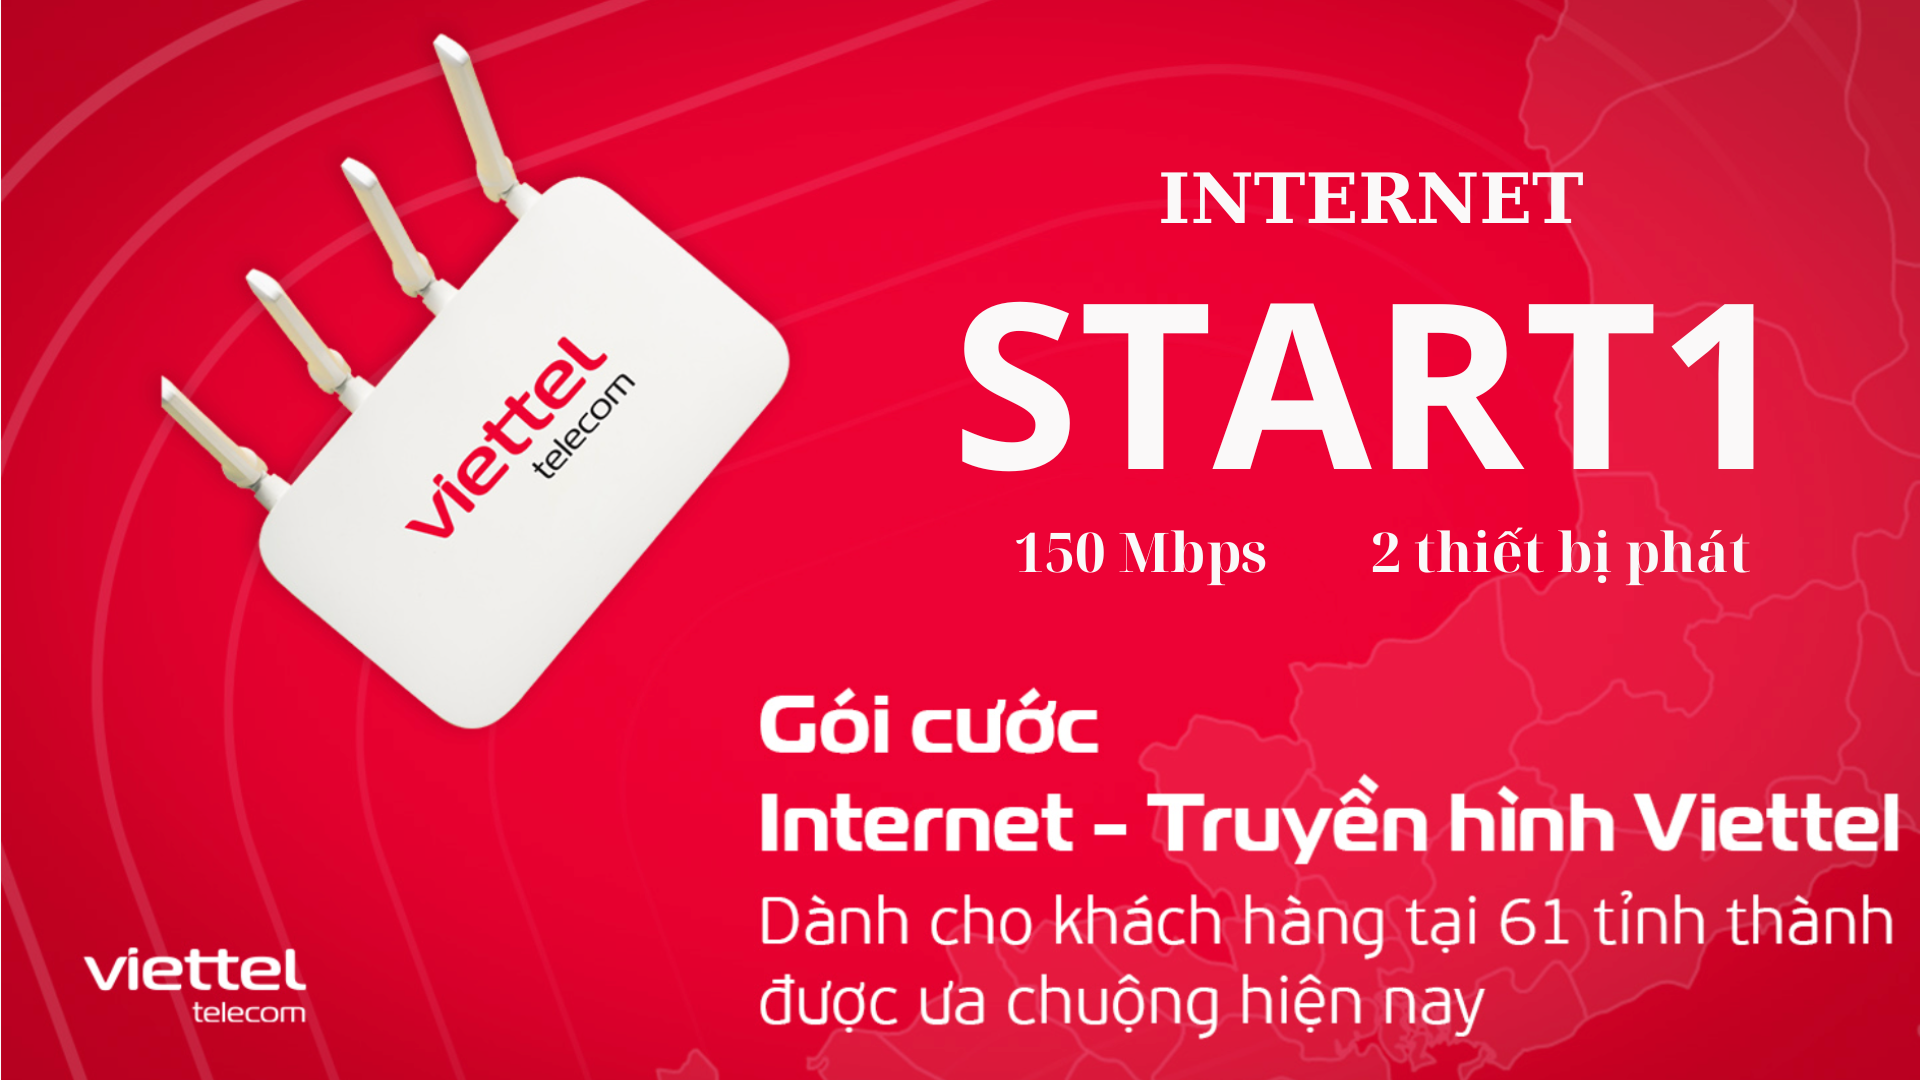 viettel
telecom
INTERNET
START1
150 Mbps 2 thiết bị phát
Gói cước
Internet - Truyền hình Viettel
Dành cho khách hàng tại 61 tỉnh thành
được ưa chuộng hiện nay
viettel
telecom